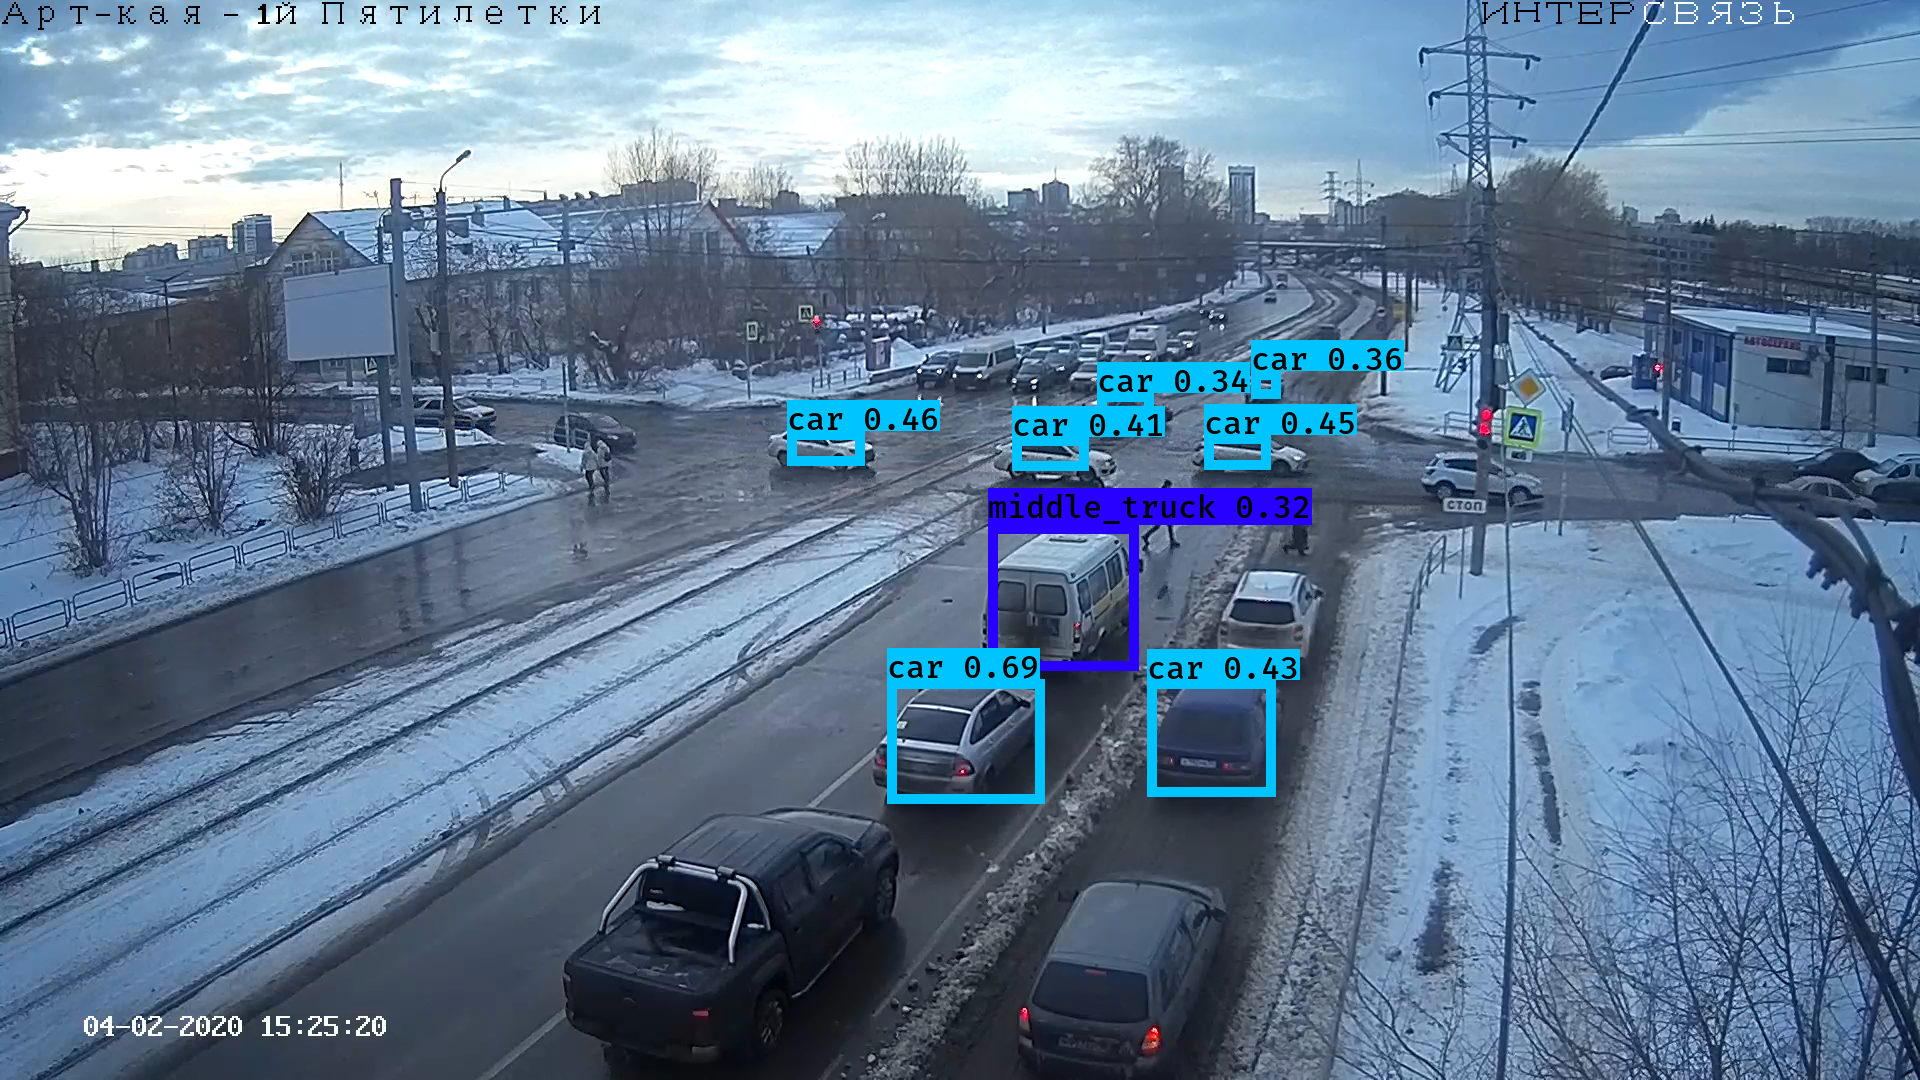 Арт-кая - 1й Пятилетки
ИНТЕРСВЯЗЬ
car 0.36
car 0.34
car 0.46
car 0.41
car 0.45
СТОП
middle_truck 0.32
car 0.69
car 0.43
04-02-2020 15:25:20